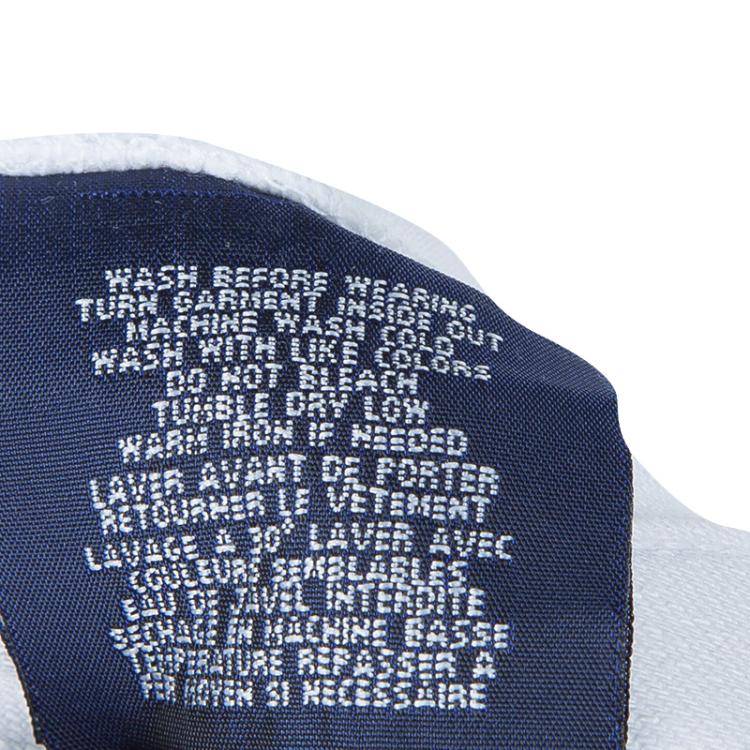 WASH BEFORE WEARING
TURN GARMENT INSIDE OUT
MACHINE WASH COLD
WASH WITH LIKE COLORS
DO NOT BLEACH
TUMBLE DRY LOW
WARM IRON IF NEEDED
LAVER AVANT DE PORTER
RETOURNER LE VETEMENT
LAVAGE A 30° LAVER AVEC
COULEURS SEMBLABLES
EAU DE JAVEL INTERDITE
SECHAGE EN MACHINE BASSE
TEMPERATURE REPASSER A
FER MOYEN SI NECESSAIRE